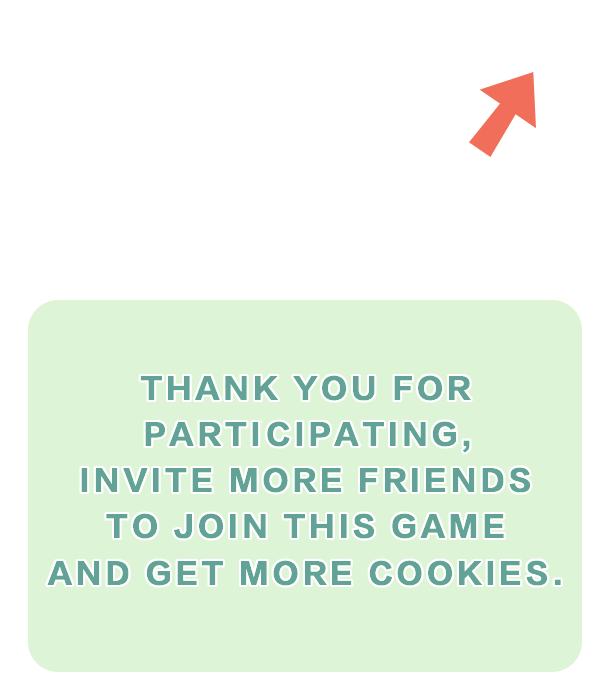 THANK YOU FOR
PARTICIPATING,
INVITE MORE FRIENDS
TO JOIN THIS GAME
AND GET MORE COOKIES.